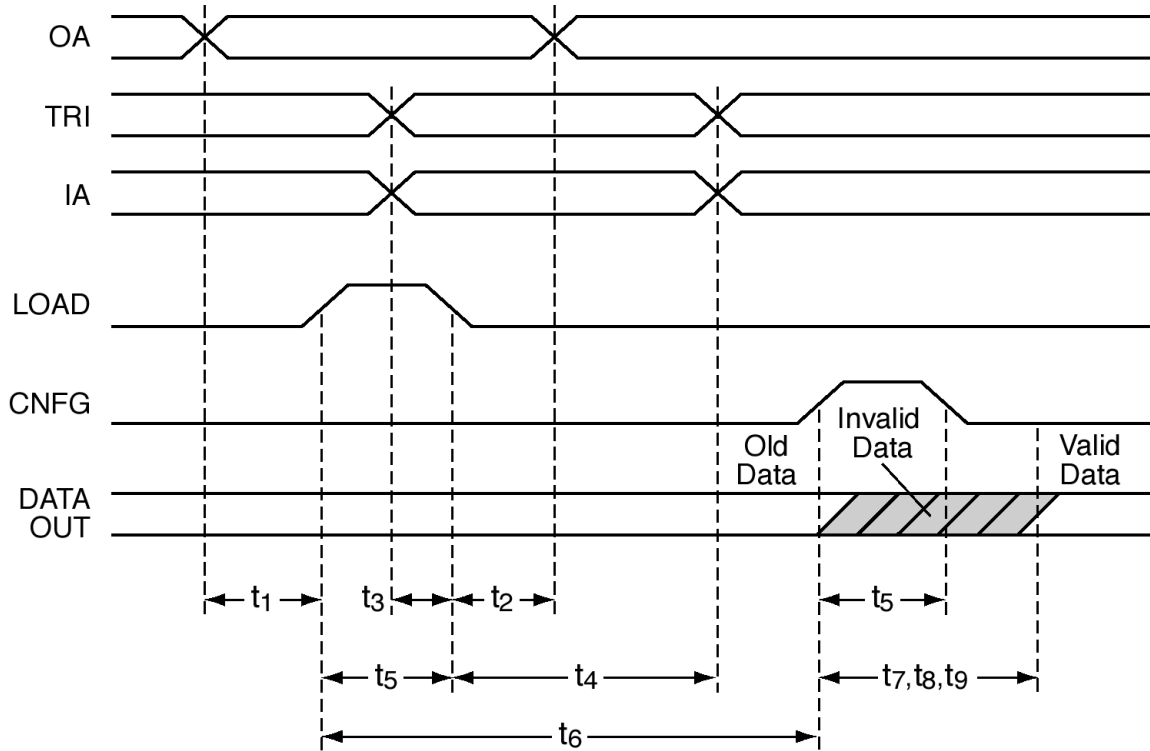 OA
TRI
IA
LOAD
CNFG
Old
Data
Invalid
Data
Valid
Data
DATA
OUT
t1
t3
t2
t5
t5
t4
t7,t8,t9
t6